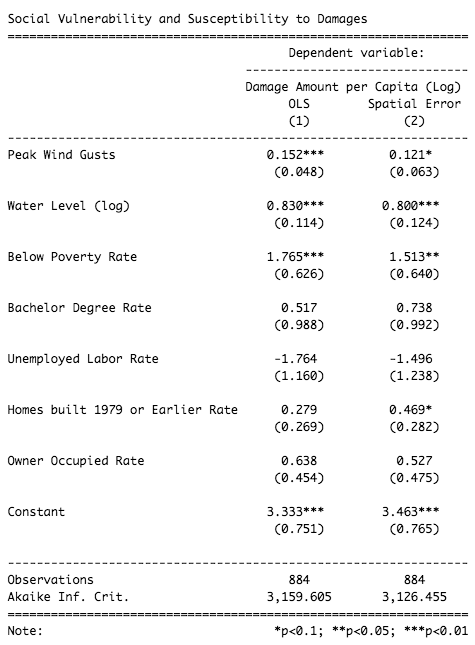 Social Vulnerability and Susceptibility to Damages
Dependent variable:
Damage Amount per Capita (Log)
OLS Spatial Error
(1) (2)
Peak Wind Gusts 0.152*** 0.121*
(0.048) (0.063)
Water Level (log) 0.830*** 0.800***
(0.114) (0.124)
Below Poverty Rate 1.765*** 1.513**
(0.626) (0.640)
Bachelor Degree Rate 0.517 0.738
(0.988) (0.992)
Unemployed Labor Rate -1.764 -1.496
(1.160) (1.238)
Homes built 1979 or Earlier Rate 0.279 0.469*
(0.269) (0.282)
Owner Occupied Rate 0.638 0.527
(0.454) (0.475)
Constant 3.333*** 3.463***
(0.751) (0.765)
Observations 884 884
Akaike Inf. Crit. 3,159.605 3,126.455
Note: *p<0.1; **p<0.05; ***p<0.01